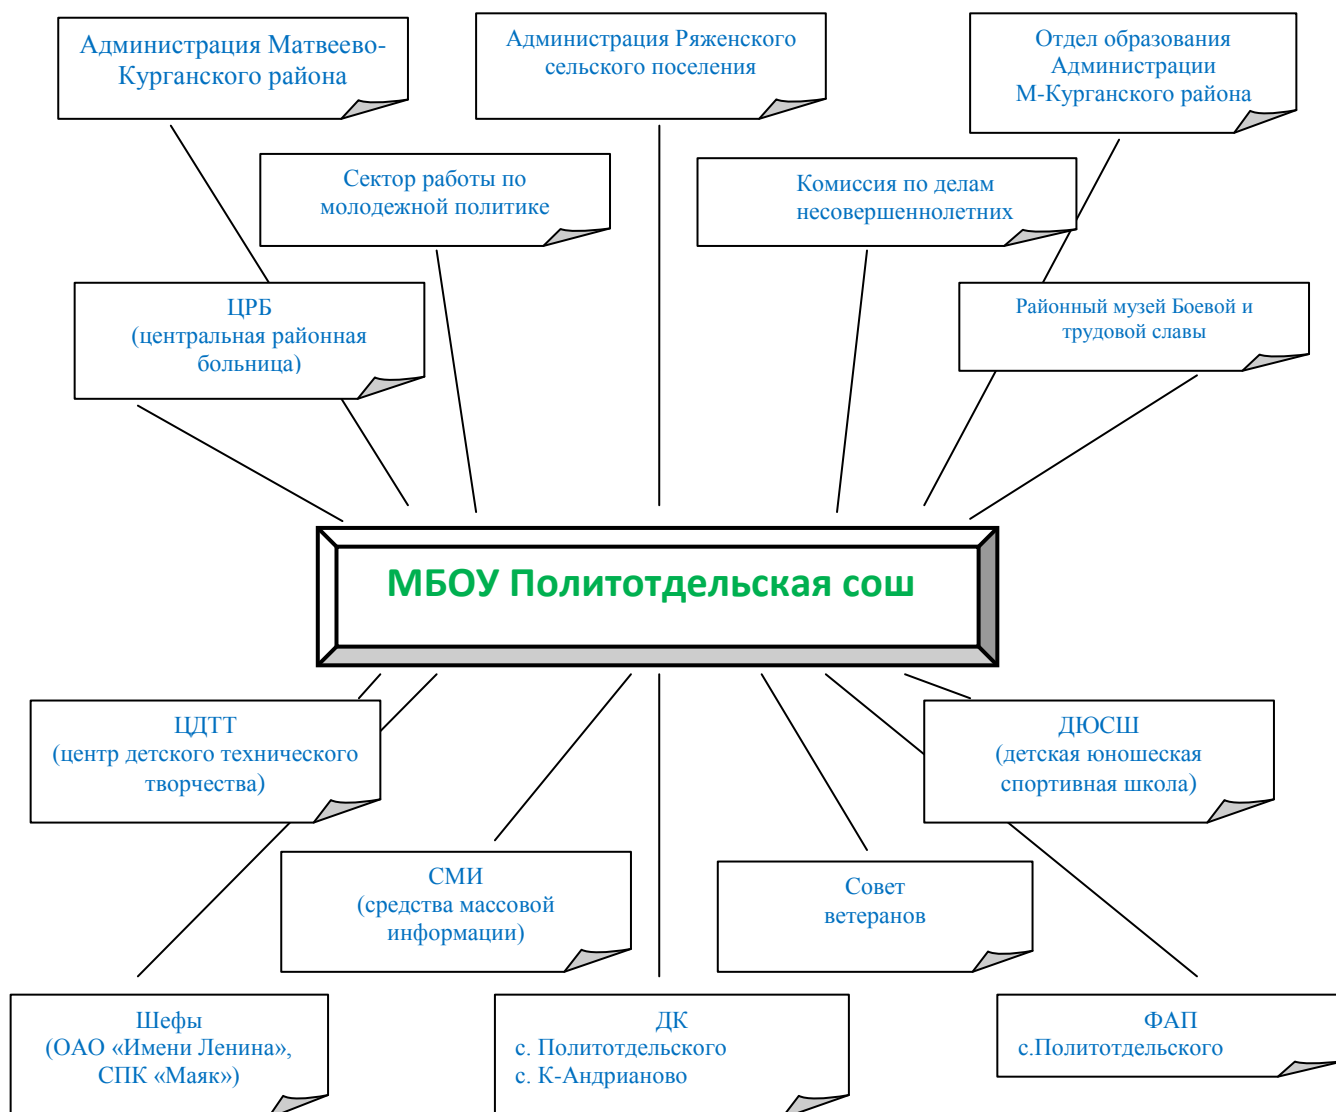 Администрация Матвеево-
Курганского района
Администрация Ряженского
сельского поселения
Отдел образования
Администрации
М-Курганского района
Сектор работы по
молодежной политике
Комиссия по делам
несовершеннолетних
ЦРБ
(центральная районная
больница)
Районный музей Боевой и
трудовой славы
МБОУ Политотдельская сош
ЦДТТ
(центр детского технического
творчества)
ДЮСШ
(детская юношеская
спортивная школа)
СМИ
(средства массовой
информации)
Совет
ветеранов
Шефы
(ОАО «Имени Ленина»,
СПК «Маяк»)
ДК
с. Политотдельского
с. К-Андрианово
ФАП
с.Политотдельского